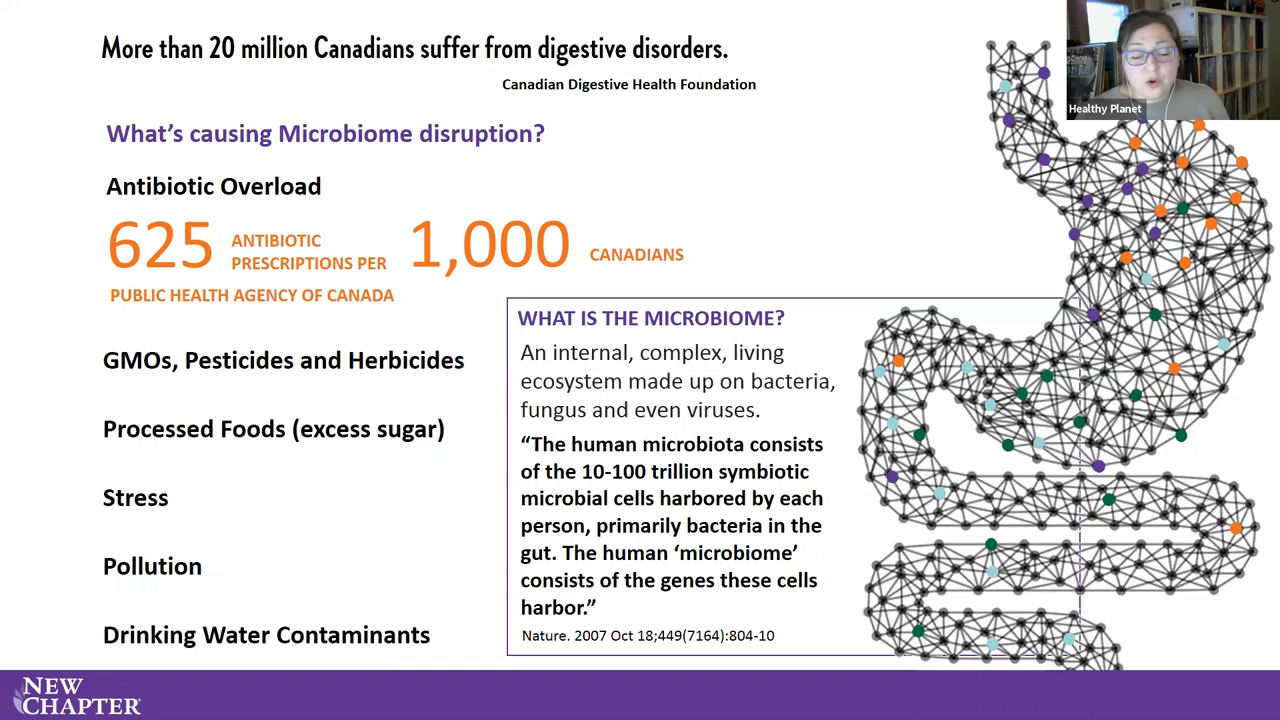 More than 20 million Canadians suffer from digestive disorders.
Canadian Digestive Health Foundation
Healthy Planet
What's causing Microbiome disruption?
Antibiotic Overload
625 ANTIBIOTIC PRESCRIPTIONS PER 1,000 CANADIANS
PUBLIC HEALTH AGENCY OF CANADA
GMOs, Pesticides and Herbicides
Processed Foods (excess sugar)
Stress
Pollution
Drinking Water Contaminants
WHAT IS THE MICROBIOME?
An internal, complex, living
ecosystem made up on bacteria,
fungus and even viruses.
“The human microbiota consists
of the 10-100 trillion symbiotic
microbial cells harbored by each
person, primarily bacteria in the
gut. The human ‘microbiome’
consists of the genes these cells
harbor.”
Nature. 2007 Oct 18;449(7164):804-10
NEW
CHAPTER